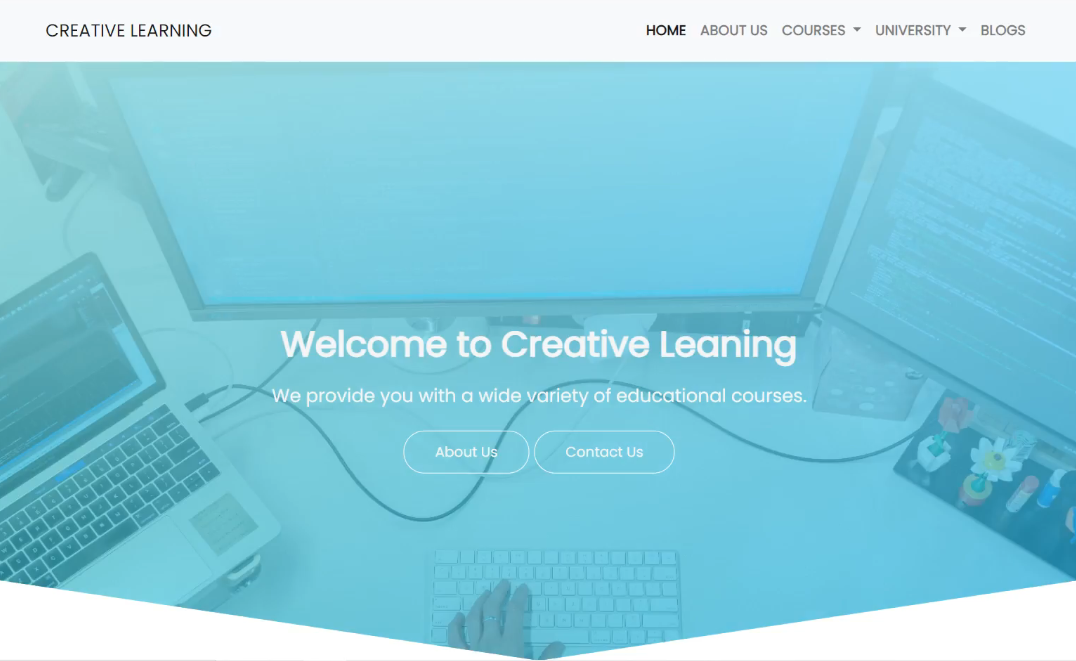 CREATIVE LEARNING
HOME ABOUT US COURSES UNIVERSITY BLOGS
Welcome to Creative Leaning
We provide you with a wide variety of educational courses.
About Us Contact Us